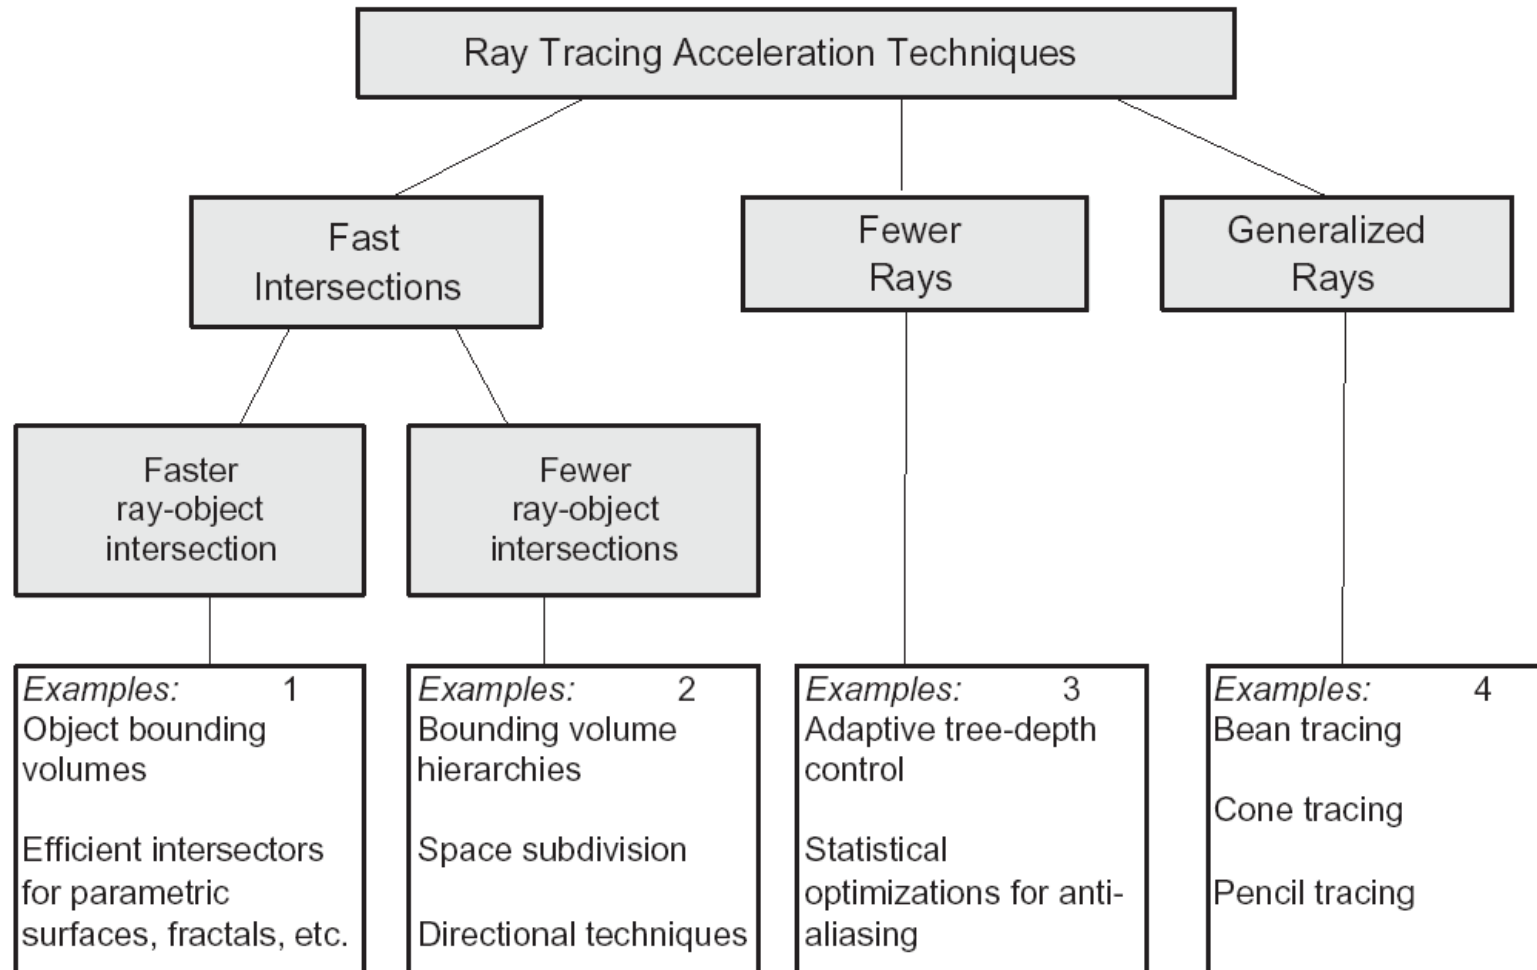 Ray Tracing Acceleration Techniques
Fast
Intersections
Fewer
Rays
Generalized
Rays
Faster
ray-object
intersection
Fewer
ray-object
intersections
Examples: 1
Object bounding
volumes
Efficient intersectors
for parametric
surfaces, fractals, etc.
Examples: 2
Bounding volume
hierarchies
Space subdivision
Directional techniques
Examples: 3
Adaptive tree-depth
control
Statistical
optimizations for anti-
aliasing
Examples: 4
Bean tracing
Cone tracing
Pencil tracing